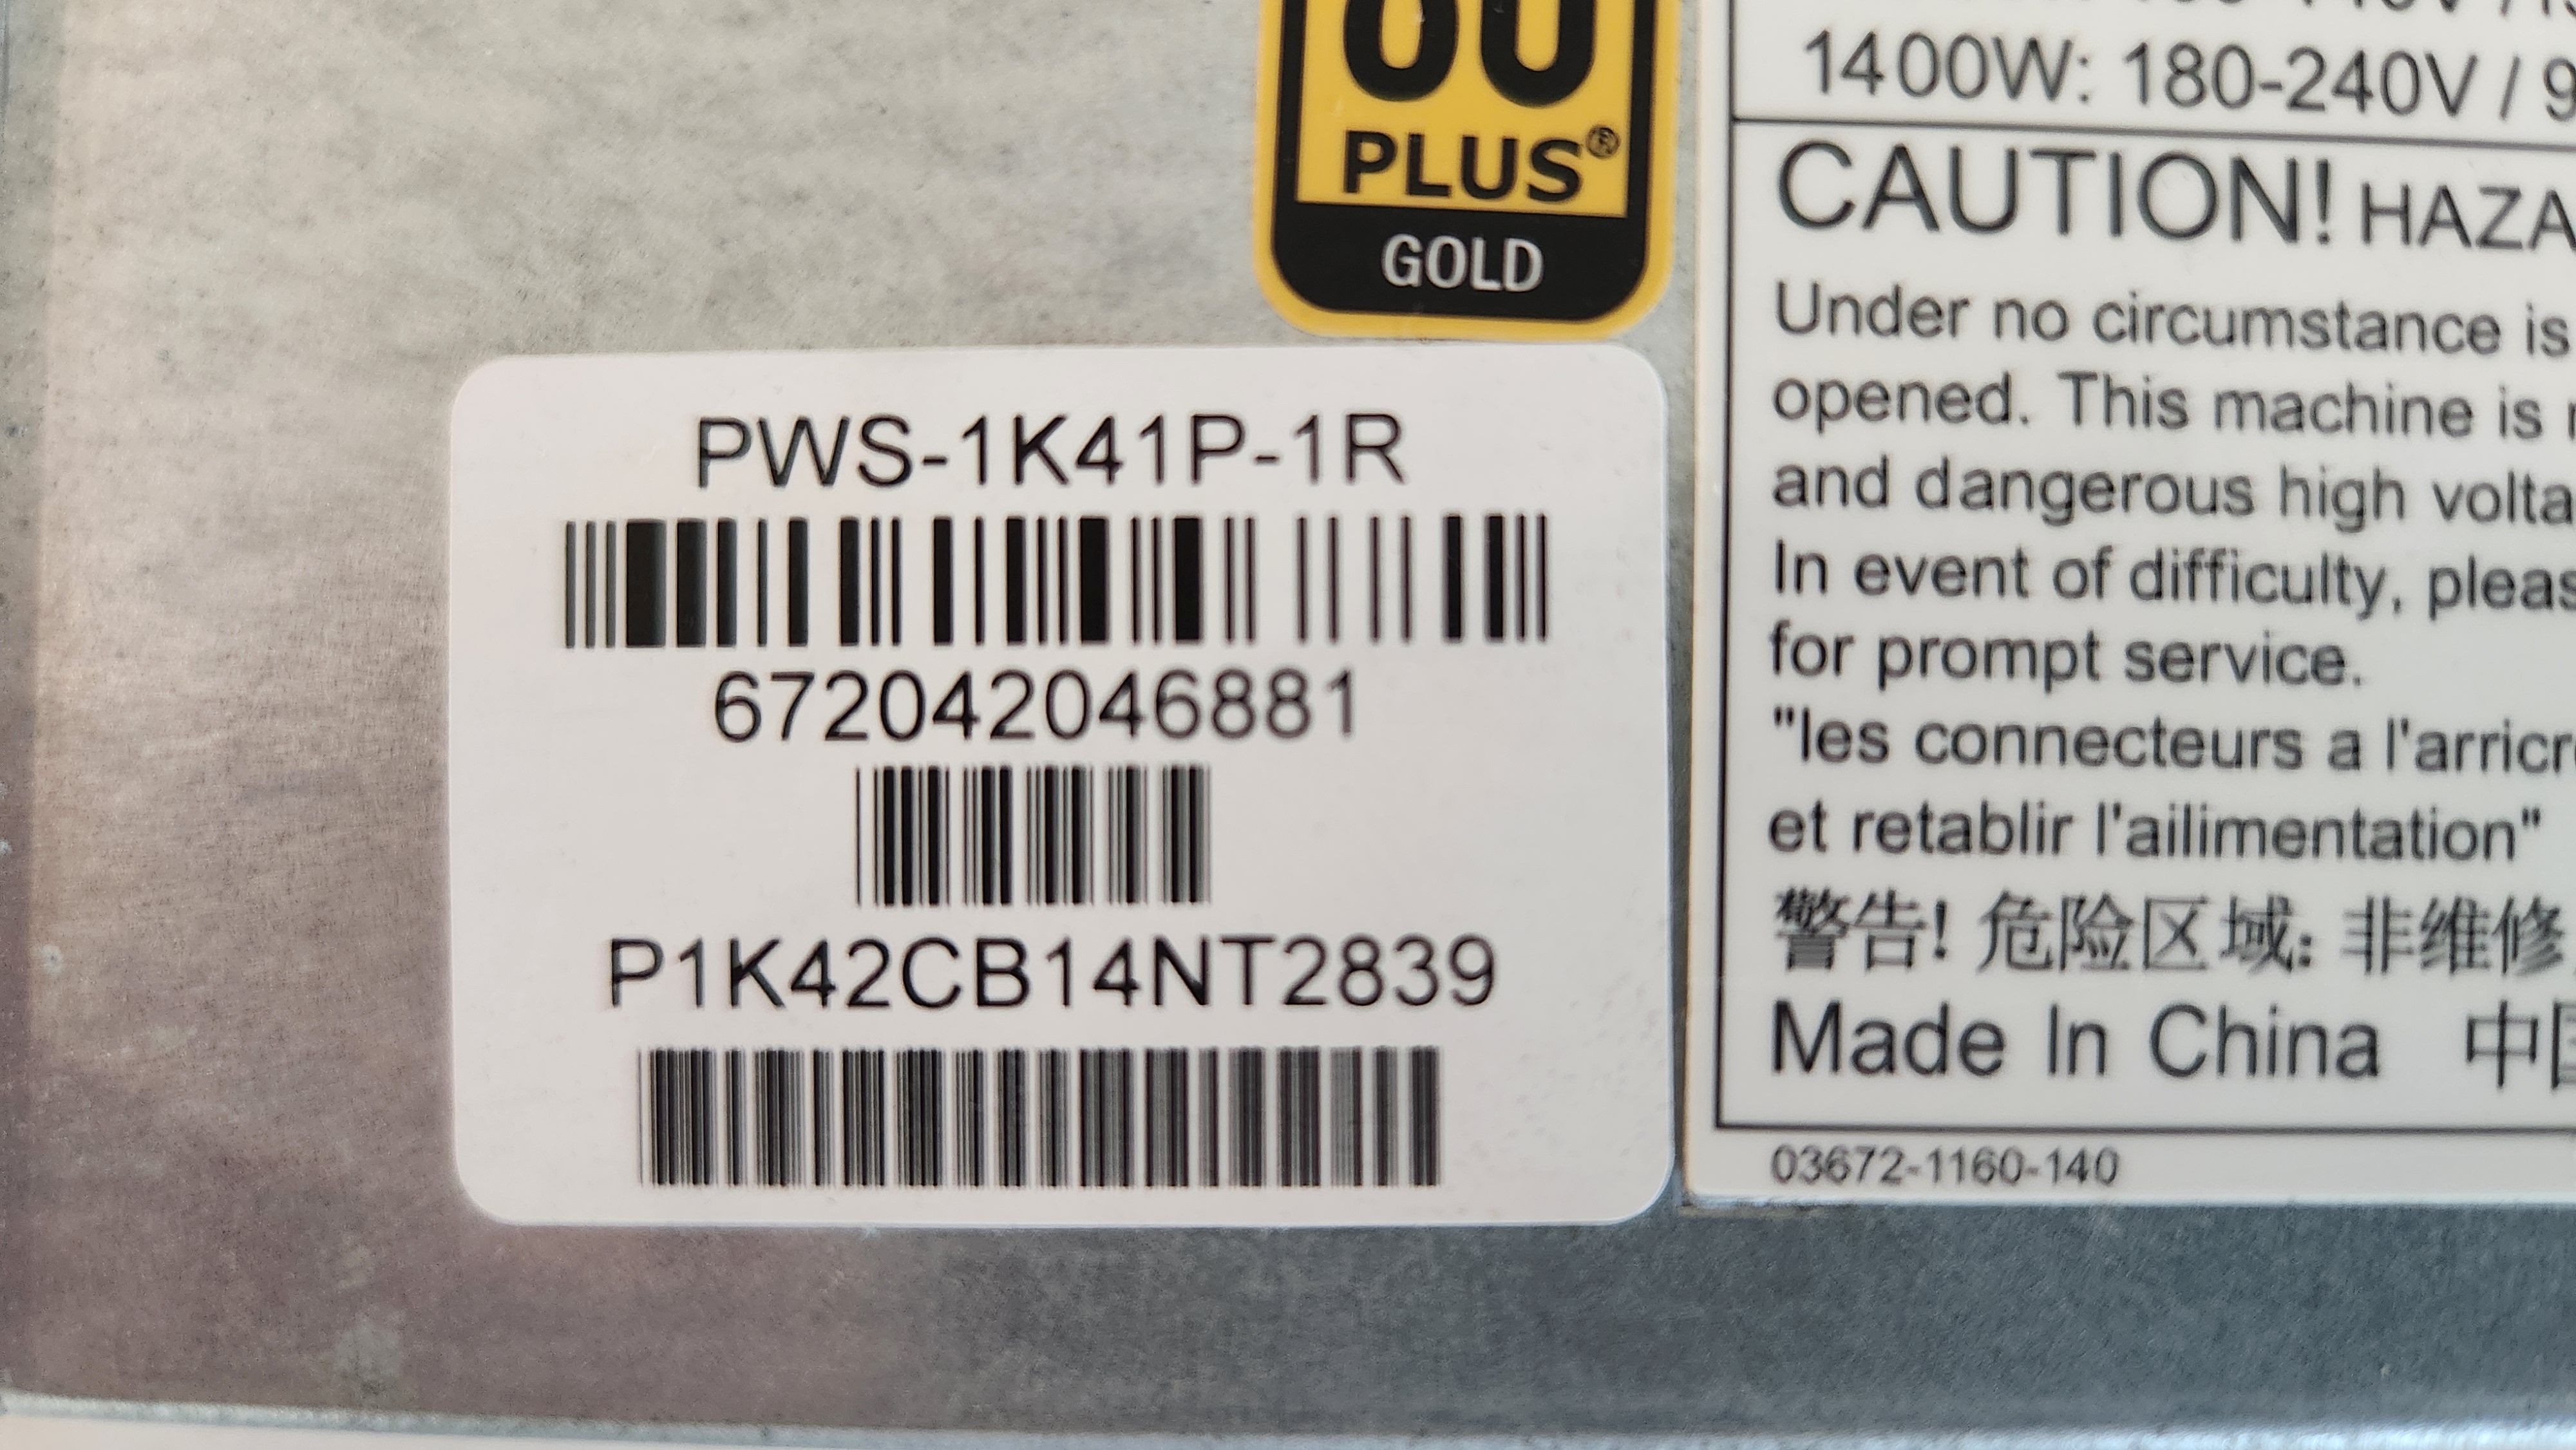 PLUS®
GOLD
PWS-1K41P-1R
672042046881
P1K42CB14NT2839
1400W: 180-240V / 9
CAUTION! HAZA
Under no circumstance is
opened. This machine is
and dangerous high volta
In event of difficulty, pleas
for prompt service.
"les connecteurs a l'arricr
et retablir l'ailimentation"
警告! 危险区域: 非维修
Made In China 中
03672-1160-140